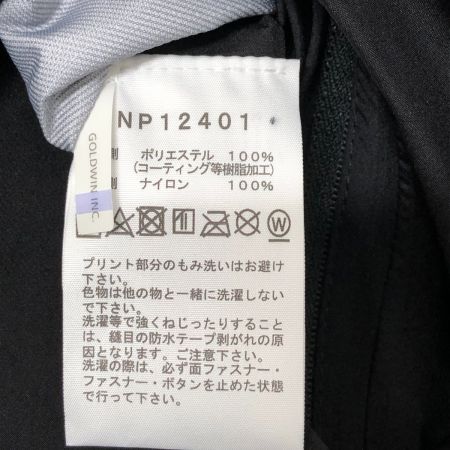 NP12401
GOLDWIN INC.
側 ポリエステル 100%
(コーティング等樹脂加工)
側 ナイロン 100%
W
プリント部分のもみ洗いはお避け
下さい。
色物は他の物と一緒に洗濯しない
で下さい。
洗濯等で強くねじったりすること
は、縫目の防水テープ剥がれの原
因となります。ご注意下さい。
洗濯の際は、必ず面ファスナー・
ファスナー・ボタンを止めた状態
で行って下さい。